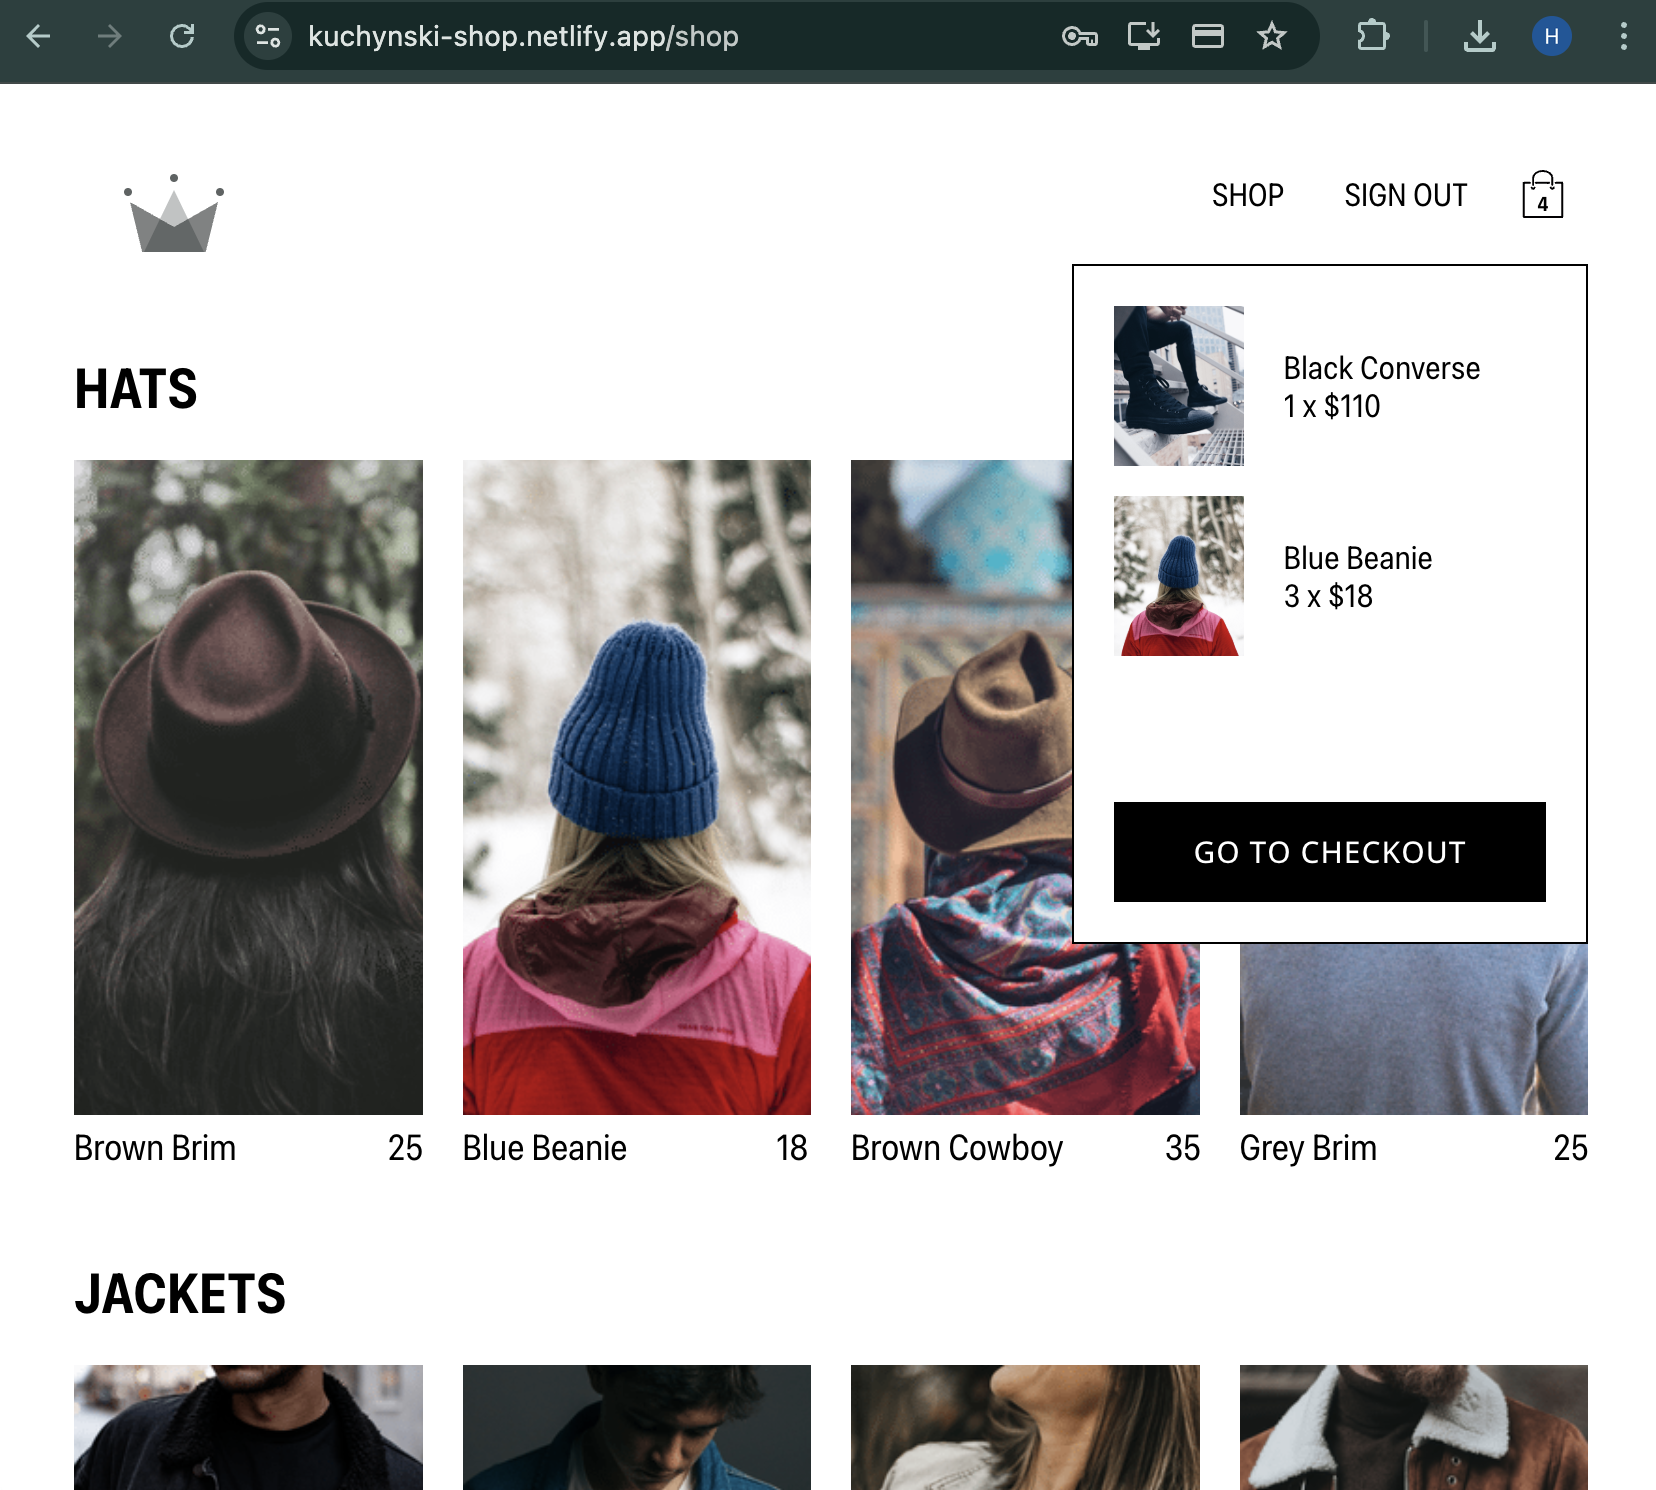 kuchynski-shop.netlify.app/shop
H
SHOP
SIGN OUT
4
Black Converse
1 x $110
Blue Beanie
3 x $18
GO TO CHECKOUT
HATS
Brown Brim 25
Blue Beanie 18
Brown Cowboy 35
Grey Brim 25
JACKETS